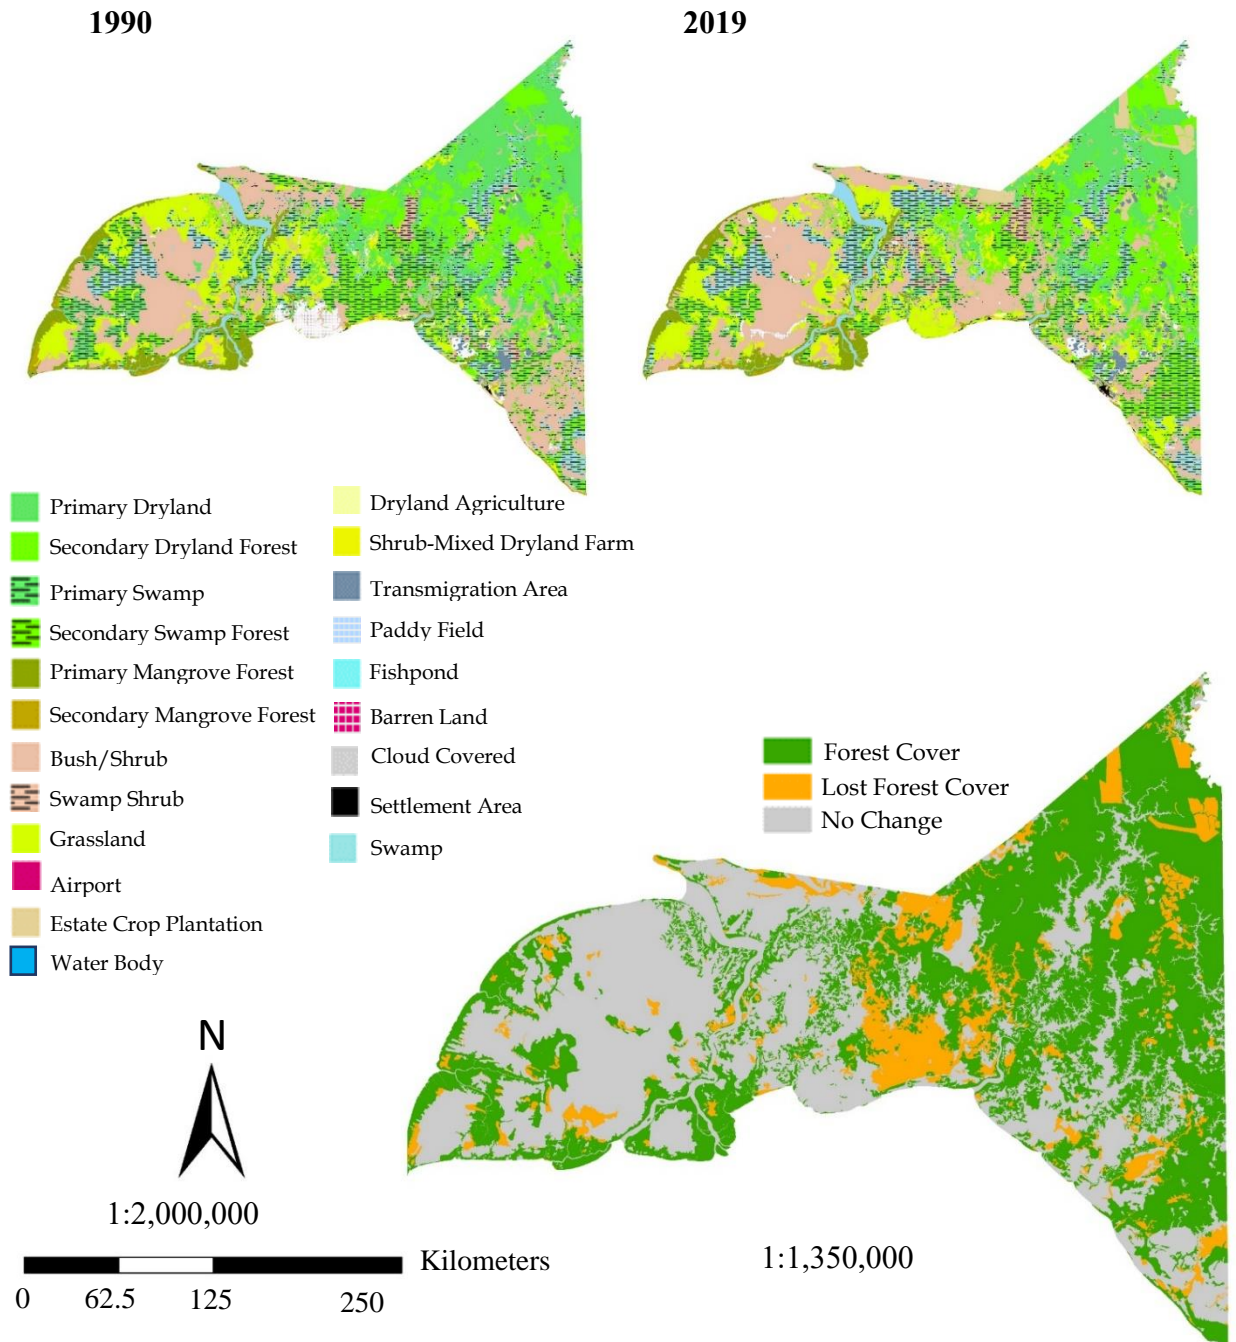 1990
2019
Primary Dryland
Secondary Dryland Forest
Primary Swamp
Secondary Swamp Forest
Primary Mangrove Forest
Secondary Mangrove Forest
Bush/Shrub
Swamp Shrub
Grassland
Airport
Estate Crop Plantation
Water Body
Dryland Agriculture
Shrub-Mixed Dryland Farm
Transmigration Area
Paddy Field
Fishpond
Barren Land
Cloud Covered
Settlement Area
Swamp
Forest Cover
Lost Forest Cover
No Change
N
1:2,000,000
Kilometers
0 62.5 125 250
1:1,350,000